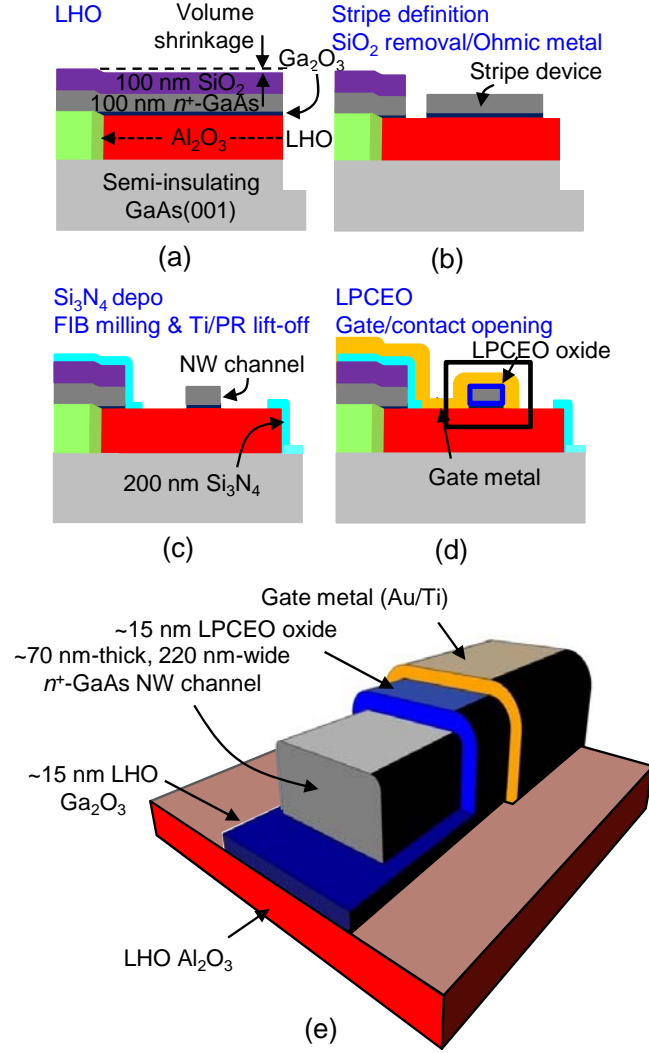 LHO
Volume
shrinkage
Ga₂O₃
100 nm SiO₂
100 nm n⁺-GaAs
Al₂O₃
LHO
Semi-insulating
GaAs(001)
(a)
Stripe definition
SiO₂ removal/Ohmic metal
Stripe device
(b)
Si₃N₄ depo
FIB milling & Ti/PR lift-off
NW channel
200 nm Si₃N₄
(c)
LPCEO
Gate/contact opening
LPCEO oxide
Gate metal
(d)
Gate metal (Au/Ti)
~15 nm LPCEO oxide
~70 nm-thick, 220 nm-wide
n⁺-GaAs NW channel
~15 nm LHO
Ga₂O₃
LHO Al₂O₃
(e)